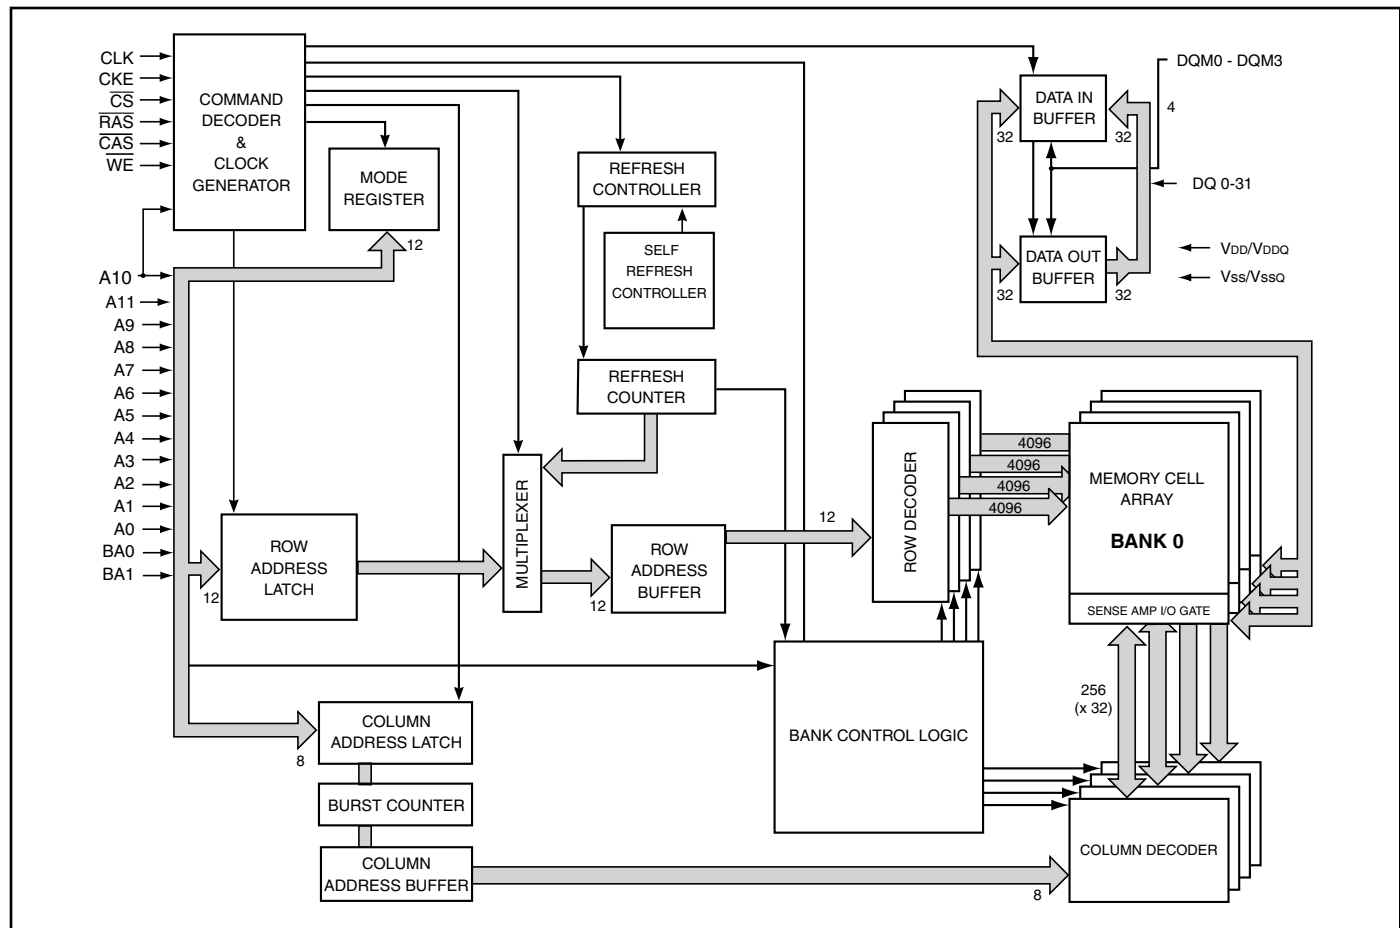 CLK
CKE
CS
RAS
CAS
WE
A10
A11
A9
A8
A7
A6
A5
A4
A3
A2
A1
A0
BA0
BA1
COMMAND
DECODER
&
CLOCK
GENERATOR
MODE
REGISTER
12
REFRESH
CONTROLLER
SELF
REFRESH
CONTROLLER
REFRESH
COUNTER
DATA IN
BUFFER
32
32
DQM0 - DQM3
4
DQ 0-31
DATA OUT
BUFFER
32
32
VDD/VDDQ
Vss/VssQ
12
ROW
ADDRESS
LATCH
MULTIPLEXER
12
ROW
ADDRESS
BUFFER
12
ROW DECODER
4096
4096
4096
4096
MEMORY CELL
ARRAY
BANK 0
SENSE AMP I/O GATE
256
(x 32)
BANK CONTROL LOGIC
8
COLUMN
ADDRESS LATCH
BURST COUNTER
COLUMN
ADDRESS BUFFER
8
COLUMN DECODER